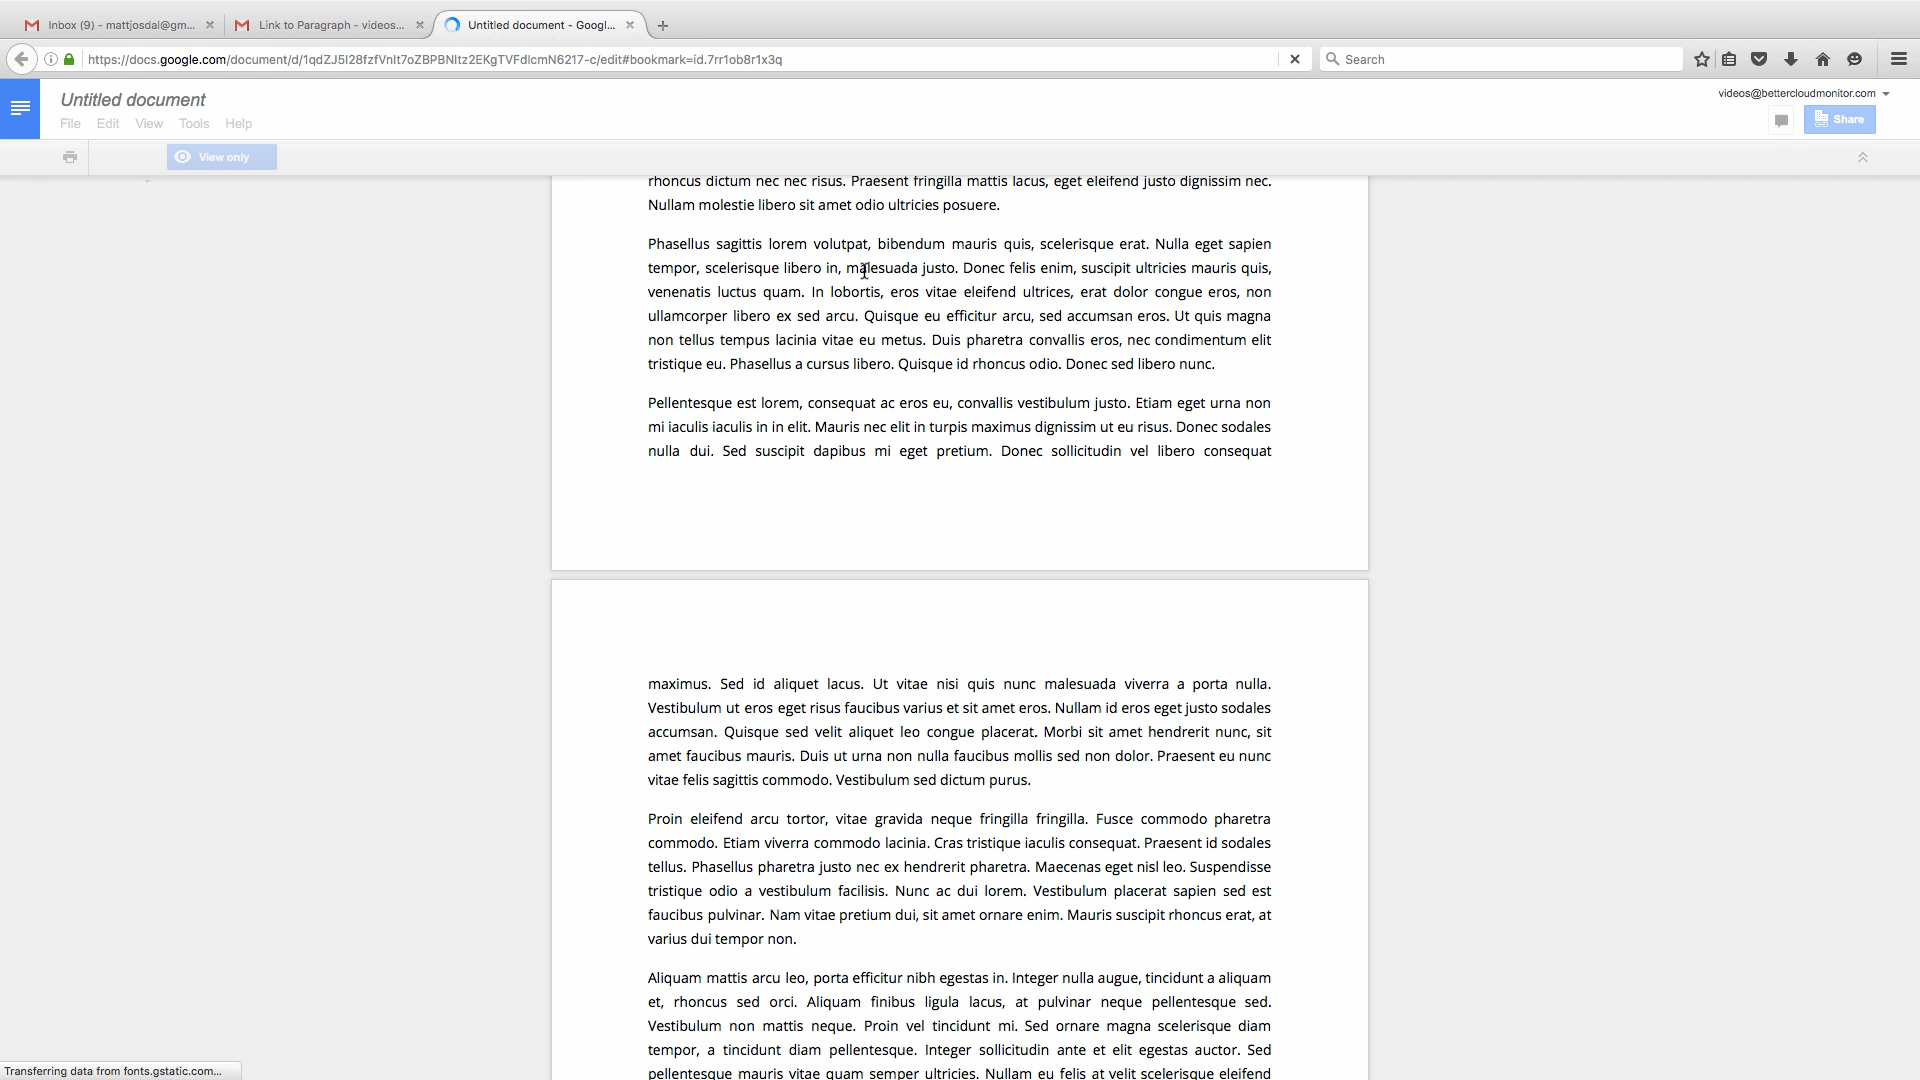 Inbox (9) - mattjosdal@gm...
Link to Paragraph - videos...
Untitled document - Googl...
https://docs.google.com/document/d/1qdZJ5I28fzfVnIt7oZBPBNltz2EKgTVFdlcmN6217-c/edit#bookmark=id.7rr1ob8r1x3q
Search
Untitled document
videos@bettercloudmonitor.com
File Edit View Tools Help
Share
View only
rhoncus dictum nec nec risus. Praesent fringilla mattis lacus, eget eleifend justo dignissim nec.
Nullam molestie libero sit amet odio ultricies posuere.
Phasellus sagittis lorem volutpat, bibendum mauris quis, scelerisque erat. Nulla eget sapien
tempor, scelerisque libero in, malesuada justo. Donec felis enim, suscipit ultricies mauris quis,
venenatis luctus quam. In lobortis, eros vitae eleifend ultrices, erat dolor congue eros, non
ullamcorper libero ex sed arcu. Quisque eu efficitur arcu, sed accumsan eros. Ut quis magna
non tellus tempus lacinia vitae eu metus. Duis pharetra convallis eros, nec condimentum elit
tristique eu. Phasellus a cursus libero. Quisque id rhoncus odio. Donec sed libero nunc.
Pellentesque est lorem, consequat ac eros eu, convallis vestibulum justo. Etiam eget urna non
mi iaculis iaculis in in elit. Mauris nec elit in turpis maximus dignissim ut eu risus. Donec sodales
nulla dui. Sed suscipit dapibus mi eget pretium. Donec sollicitudin vel libero consequat
maximus. Sed id aliquet lacus. Ut vitae nisi quis nunc malesuada viverra a porta nulla.
Vestibulum ut eros eget risus faucibus varius et sit amet eros. Nullam id eros eget justo sodales
accumsan. Quisque sed velit aliquet leo congue placerat. Morbi sit amet hendrerit nunc, sit
amet faucibus mauris. Duis ut urna non nulla faucibus mollis sed non dolor. Praesent eu nunc
vitae felis sagittis commodo. Vestibulum sed dictum purus.
Proin eleifend arcu tortor, vitae gravida neque fringilla fringilla. Fusce commodo pharetra
commodo. Etiam viverra commodo lacinia. Cras tristique iaculis consequat. Praesent id sodales
tellus. Phasellus pharetra justo nec ex hendrerit pharetra. Maecenas eget nisl leo. Suspendisse
tristique odio a vestibulum facilisis. Nunc ac dui lorem. Vestibulum placerat sapien sed est
faucibus pulvinar. Nam vitae pretium dui, sit amet ornare enim. Mauris suscipit rhoncus erat, at
varius dui tempor non.
Aliquam mattis arcu leo, porta efficitur nibh egestas in. Integer nulla augue, tincidunt a aliquam
et, rhoncus sed orci. Aliquam finibus ligula lacus, at pulvinar neque pellentesque sed.
Vestibulum non mattis neque. Proin vel tincidunt mi. Sed ornare magna scelerisque diam
tempor, a tincidunt diam pellentesque. Integer sollicitudin ante et elit egestas auctor. Sed
pellentesque mauris vitae quam semper ultricies. Nullam eu felis at velit scelerisque eleifend
Transferring data from fonts.gstatic.com...